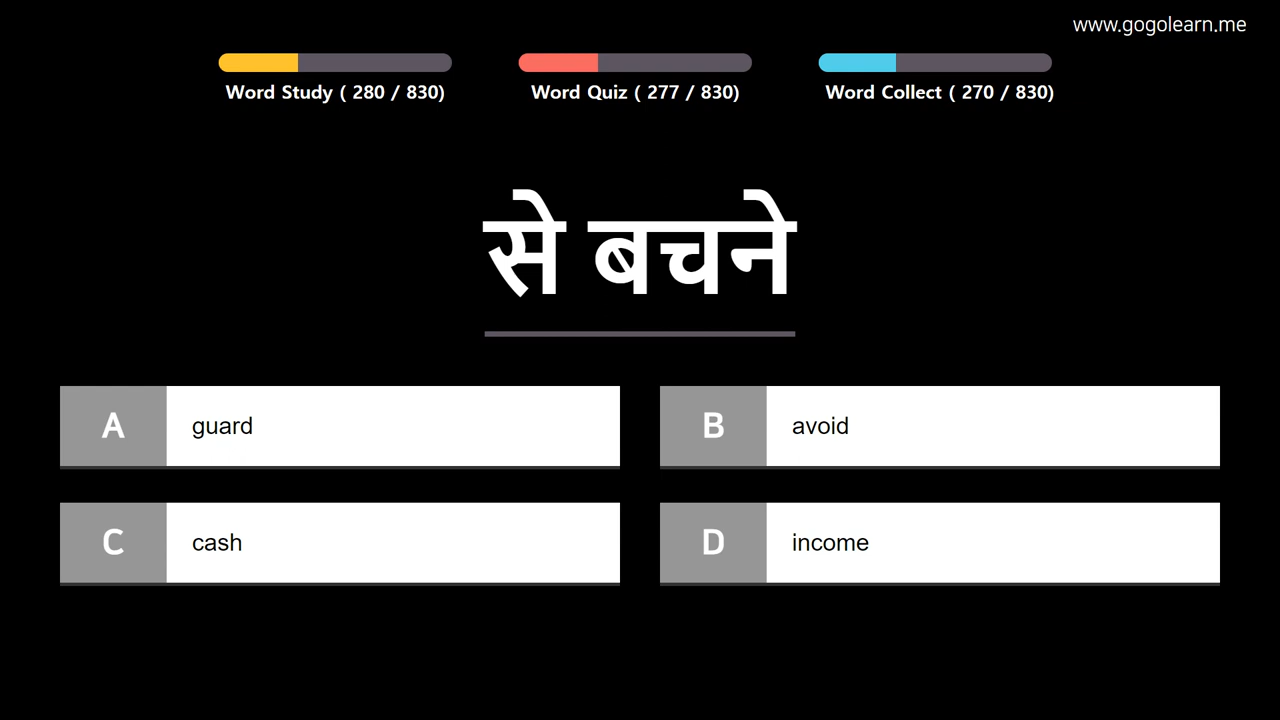 www.gogolearn.me
Word Study ( 280 / 830)
Word Quiz ( 277 / 830)
Word Collect ( 270 / 830)
से बचने
A guard
B avoid
C cash
D income